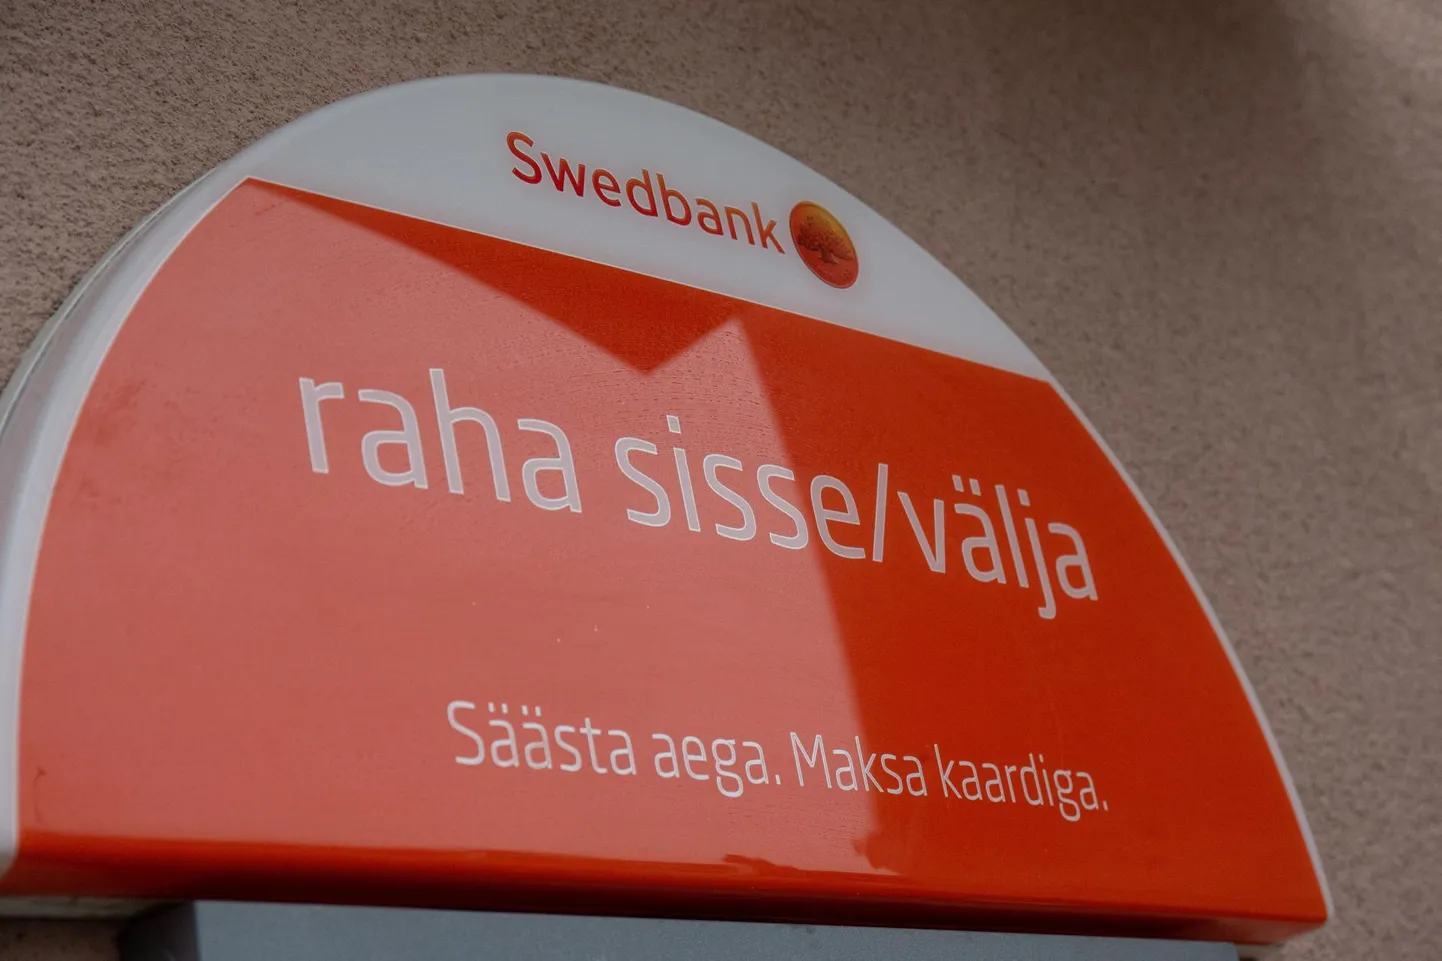 Swedbank
raha sisse/välja
Säästa aega. Maksa kaardiga.